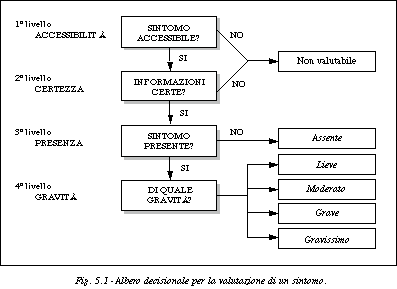 1° livello
ACCESSIBILITÀ
SINTOMO
ACCESSIBILE?
NO
SI
Non valutabile
2° livello
CERTEZZA
INFORMAZIONI
CERTE?
NO
SI
3° livello
PRESENZA
SINTOMO
PRESENTE?
NO
Assente
SI
Lieve
4° livello
GRAVITÀ
DI QUALE
GRAVITÀ?
Moderato
Grave
Gravissimo
Fig. 5.1 - Albero decisionale per la valutazione di un sintomo.